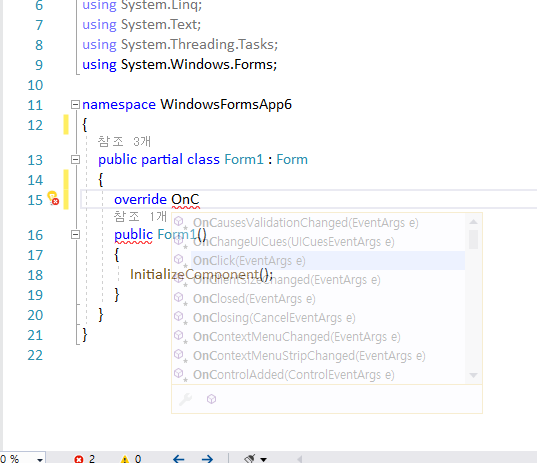 6 using System.Linq;
7 using System.Text;
8 using System.Threading.Tasks;
9 using System.Windows.Forms;
10
11 namespace WindowsFormsApp6
12 {
참조 3개
13 public partial class Form1 : Form
14 {
15 override OnC
참조 1개
16 public Form1()
17 {
18 InitializeComponent();
19 }
20 }
21 }
22
OnCausesValidationChanged(EventArgs e)
OnChangeUICues(UICuesEventArgs e)
OnClick(EventArgs e)
OnClientSizeChanged(EventArgs e)
OnClosed(EventArgs e)
OnClosing(CancelEventArgs e)
OnContextMenuChanged(EventArgs e)
OnContextMenuStripChanged(EventArgs e)
OnControlAdded(ControlEventArgs e)
0 % 2 0